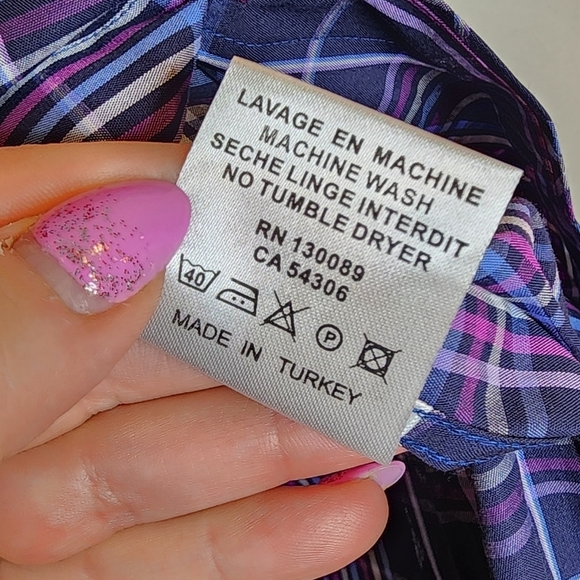 LAVAGE EN MACHINE
MACHINE WASH
SECHE LINGE INTERDIT
NO TUMBLE DRYER
RN 130089
CA 54306
40 P
MADE IN TURKEY